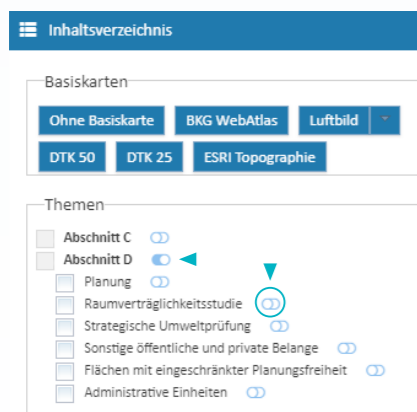 Inhaltsverzeichnis
Basiskarten
Ohne Basiskarte BKG WebAtlas Luftbild
DTK 50 DTK 25 ESRI Topographie
Themen
Abschnitt C
Abschnitt D
Planung
Raumverträglichkeitsstudie
Strategische Umweltprüfung
Sonstige öffentliche und private Belange
Flächen mit eingeschränkter Planungsfreiheit
Administrative Einheiten